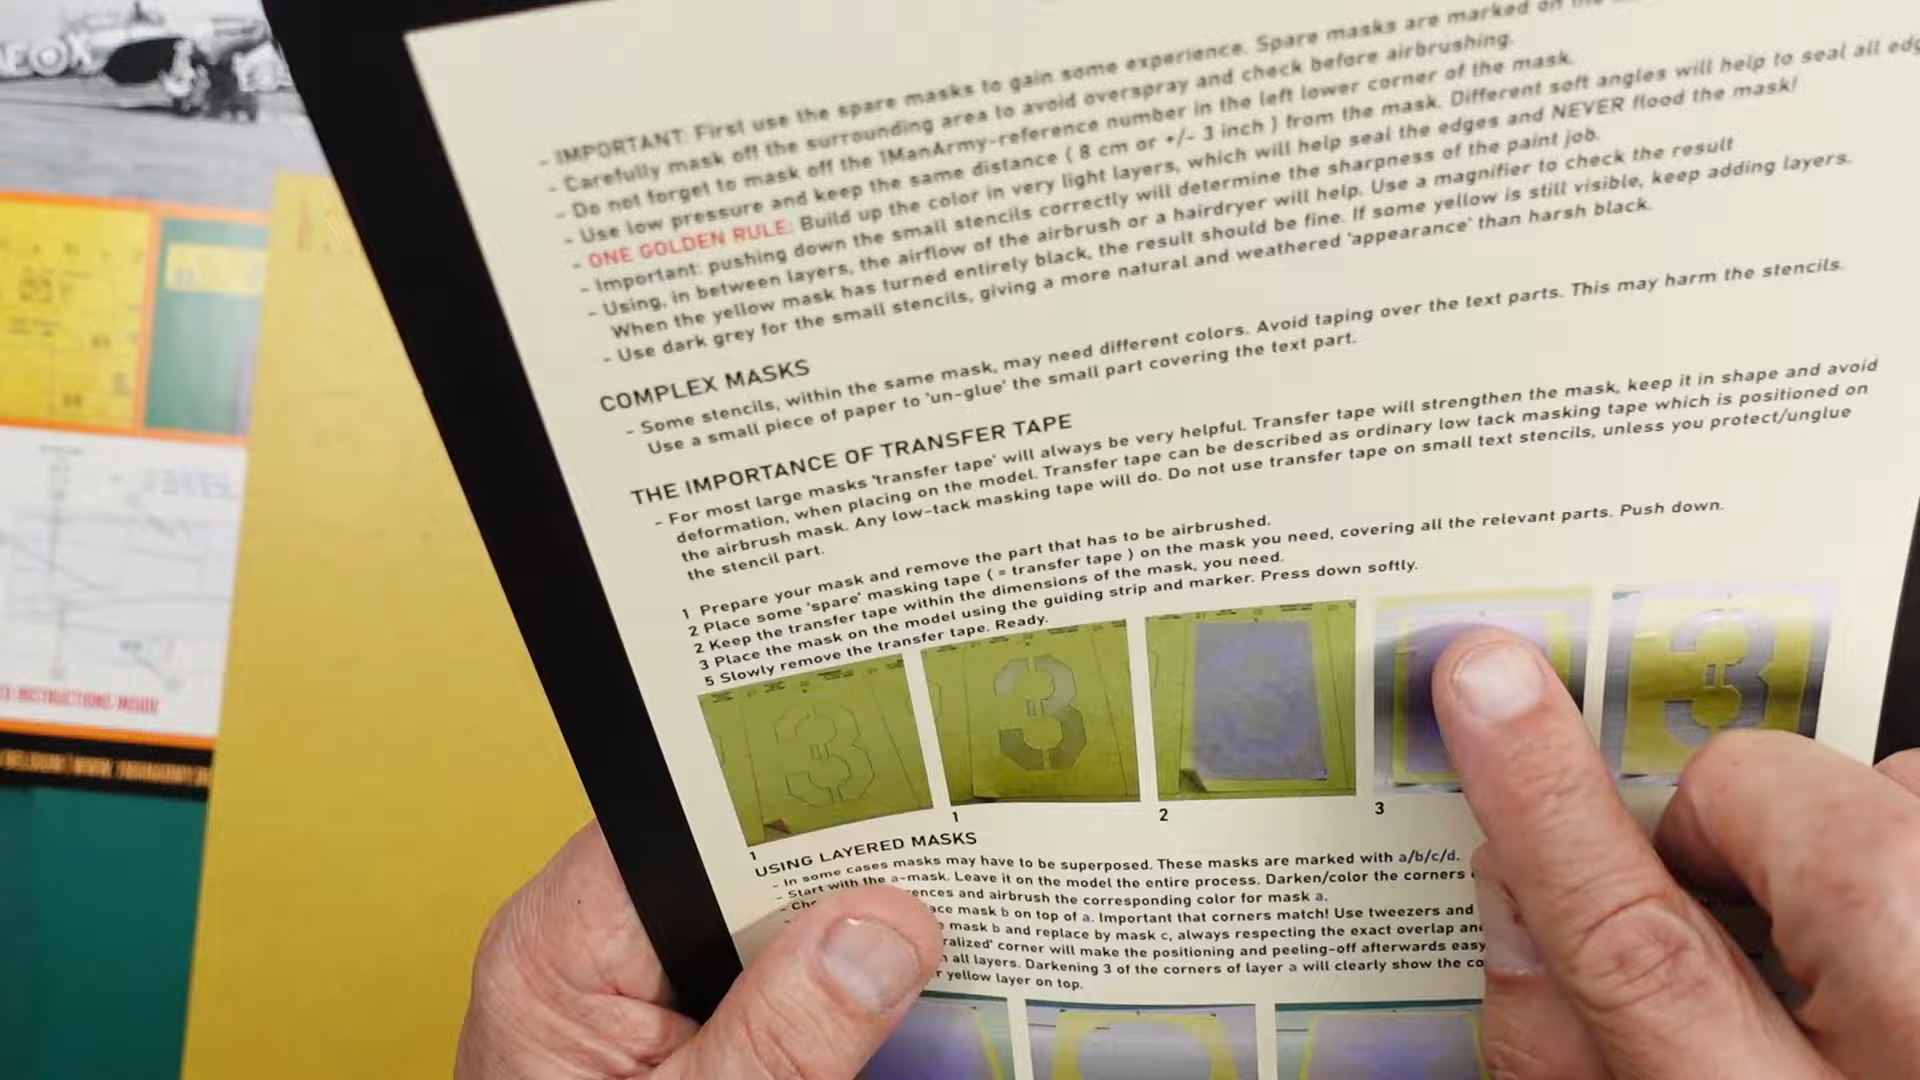 - IMPORTANT: First use the spare masks to gain some experience. Spare masks are marked on the
- Carefully mask off the surrounding area to avoid overspray and check before airbrushing.
- Do not forget to mask off the 1ManArmy-reference number in the left lower corner of the mask.
- Use low pressure and keep the same distance ( 8 cm or +/- 3 inch ) from the mask. Different soft angles will help to seal all
- ONE GOLDEN RULE: Build up the color in very light layers, which will help seal the edges and NEVER flood the mask!
- Important: pushing down the small stencils correctly will determine the sharpness of the paint job.
- Using, in between layers, the airflow of the airbrush or a hairdryer will help. Use a magnifier to check the result
When the yellow mask has turned entirely black, the result should be fine. If some yellow is still visible, keep adding layers.
- Use dark grey for the small stencils, giving a more natural and weathered 'appearance' than harsh black.
COMPLEX MASKS
- Some stencils, within the same mask, may need different colors. Avoid taping over the text parts. This may harm the stencils.
Use a small piece of paper to 'un-glue' the small part covering the text part.
THE IMPORTANCE OF TRANSFER TAPE
- For most large masks 'transfer tape' will always be very helpful. Transfer tape will strengthen the mask, keep it in shape and avoid
deformation, when placing on the model. Transfer tape can be described as ordinary low tack masking tape which is positioned on
the airbrush mask. Any low-tack masking tape will do. Do not use transfer tape on small text stencils, unless you protect/unglue
the stencil part.
1 Prepare your mask and remove the part that has to be airbrushed.
2 Place some 'spare' masking tape ( = transfer tape ) on the mask you need, covering all the relevant parts. Push down.
2 Keep the transfer tape within the dimensions of the mask, you need.
3 Place the mask on the model using the guiding strip and marker. Press down softly.
5 Slowly remove the transfer tape. Ready.
3
3
3
1
1
2
3
USING LAYERED MASKS
- In some cases masks may have to be superposed. These masks are marked with a/b/c/d.
- Start with the a-mask. Leave it on the model the entire process. Darken/color the corners
and airbrush the corresponding color for mask a.
mask b on top of a. Important that corners match! Use tweezers and
mask b and replace by mask c, always respecting the exact overlap
corner will make the positioning and peeling-off afterwards
all layers. Darkening 3 of the corners of layer a will clearly show the
yellow layer on top.
INSTRUCTIONS INSIDE